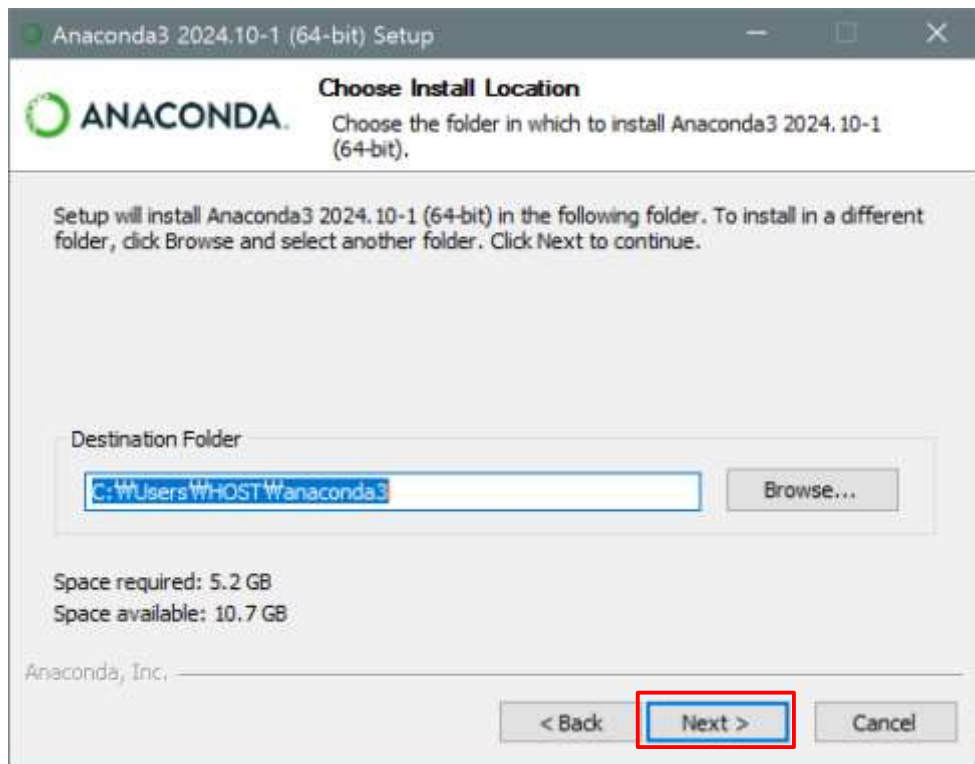 Anaconda3 2024.10-1 (64-bit) Setup
ANACONDA.
Choose Install Location
Choose the folder in which to install Anaconda3 2024.10-1
(64-bit).
Setup will install Anaconda3 2024.10-1 (64-bit) in the following folder. To install in a different
folder, click Browse and select another folder. Click Next to continue.
Destination Folder
C:₩Users₩HOST₩anaconda3
Browse...
Space required: 5.2 GB
Space available: 10.7 GB
Anaconda, Inc.
< Back
Next >
Cancel